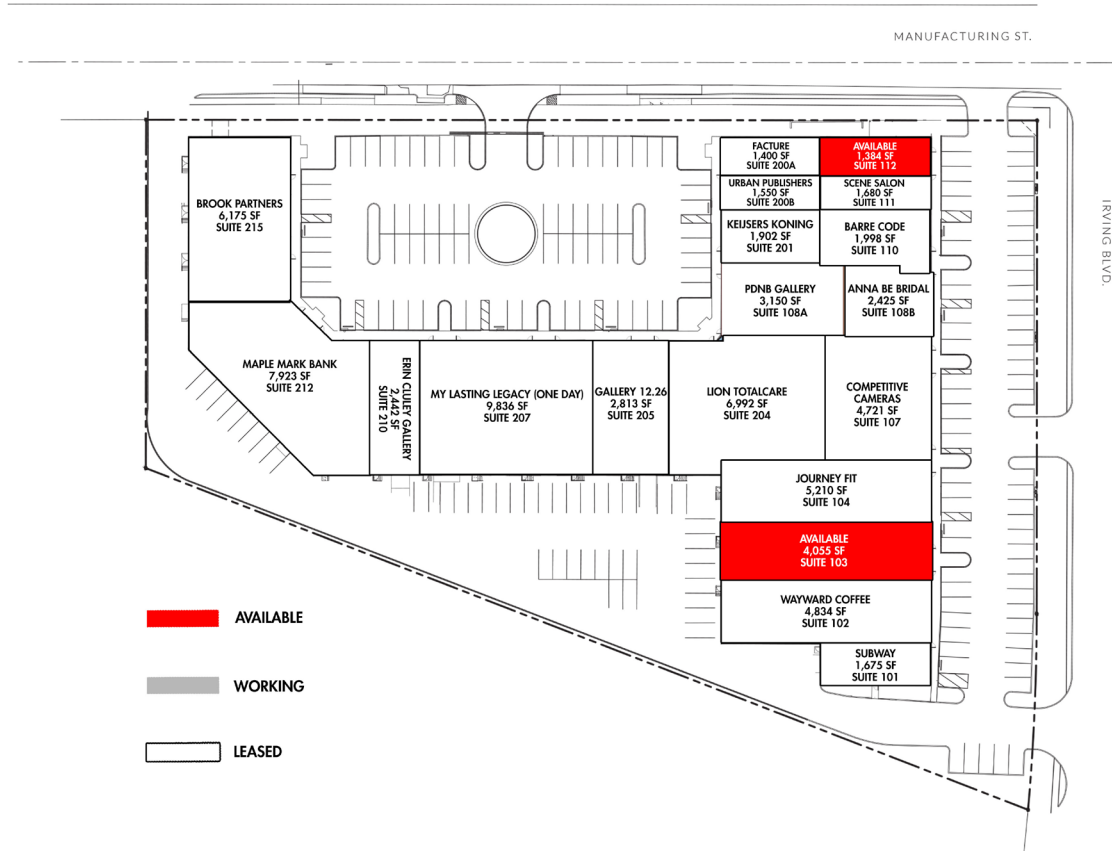 MANUFACTURING ST.
IRVING BLVD.
BROOK PARTNERS
6,175 SF
SUITE 215
FACTURE
1,400 SF
SUITE 200A
AVAILABLE
1,384 SF
SUITE 112
URBAN PUBLISHERS
1,550 SF
SUITE 200B
SCENE SALON
1,680 SF
SUITE 111
KEIJSERS KONING
1,902 SF
SUITE 201
BARRE CODE
1,998 SF
SUITE 110
PDNB GALLERY
3,150 SF
SUITE 108A
ANNA BE BRIDAL
2,425 SF
SUITE 108B
MAPLE MARK BANK
7,923 SF
SUITE 212
ERIN CLULEY GALLERY
2,442 SF
SUITE 210
MY LASTING LEGACY (ONE DAY)
9,836 SF
SUITE 207
GALLERY 12.26
2,813 SF
SUITE 205
LION TOTALCARE
6,992 SF
SUITE 204
COMPETITIVE
CAMERAS
4,721 SF
SUITE 107
JOURNEY FIT
5,210 SF
SUITE 104
AVAILABLE
4,055 SF
SUITE 103
WAYWARD COFFEE
4,834 SF
SUITE 102
SUBWAY
1,675 SF
SUITE 101
AVAILABLE
WORKING
LEASED